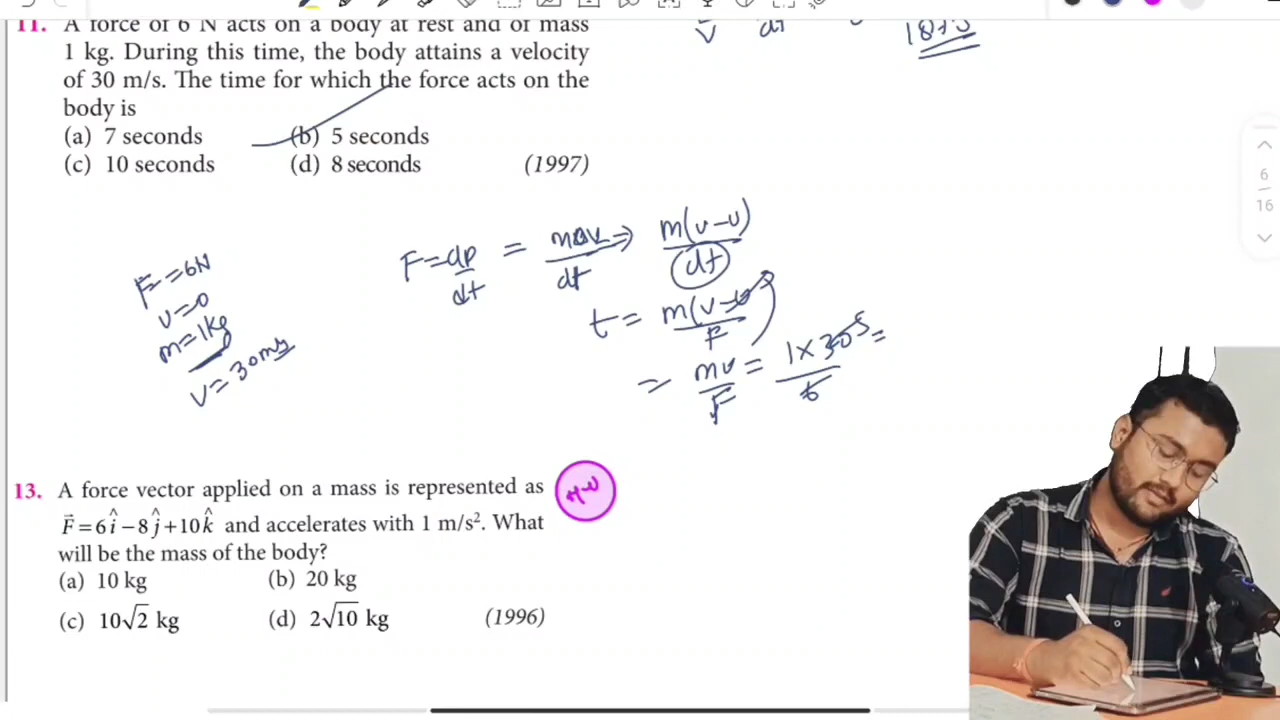 11. A force of 6 N acts on a body at rest and of mass
1 kg. During this time, the body attains a velocity
of 30 m/s. The time for which the force acts on the
body is
(a) 7 seconds (b) 5 seconds
(c) 10 seconds (d) 8 seconds (1997)
F=6N
v=0
m=1kg
v=30m/s
F=dp/dt = mΔv/dt ⇒ m(v-u)/dt
t = m(v-u)/F
= mv/F = 1×30 5/6 =
13. A force vector applied on a mass is represented as
F⃗=6î−8ĵ+10k̂ and accelerates with 1 m/s². What
will be the mass of the body?
(a) 10 kg (b) 20 kg
(c) 10√2 kg (d) 2√10 kg (1996)
6
16